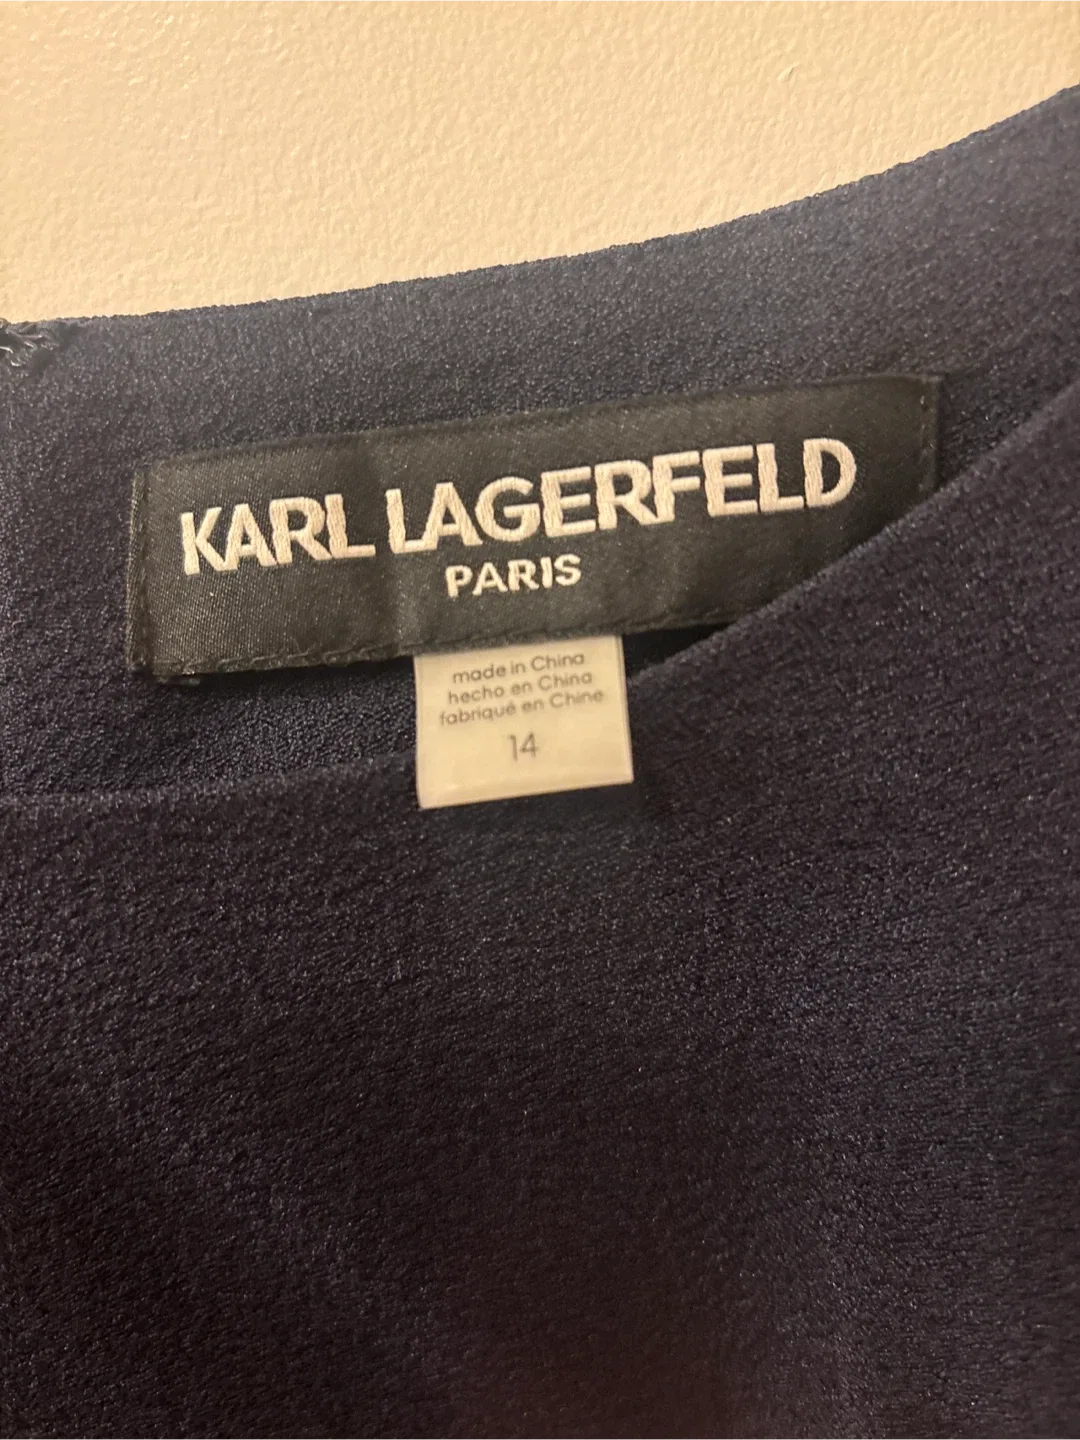 KARL LAGERFELD
PARIS
made in China
hecho en China
fabriqué en Chine
14